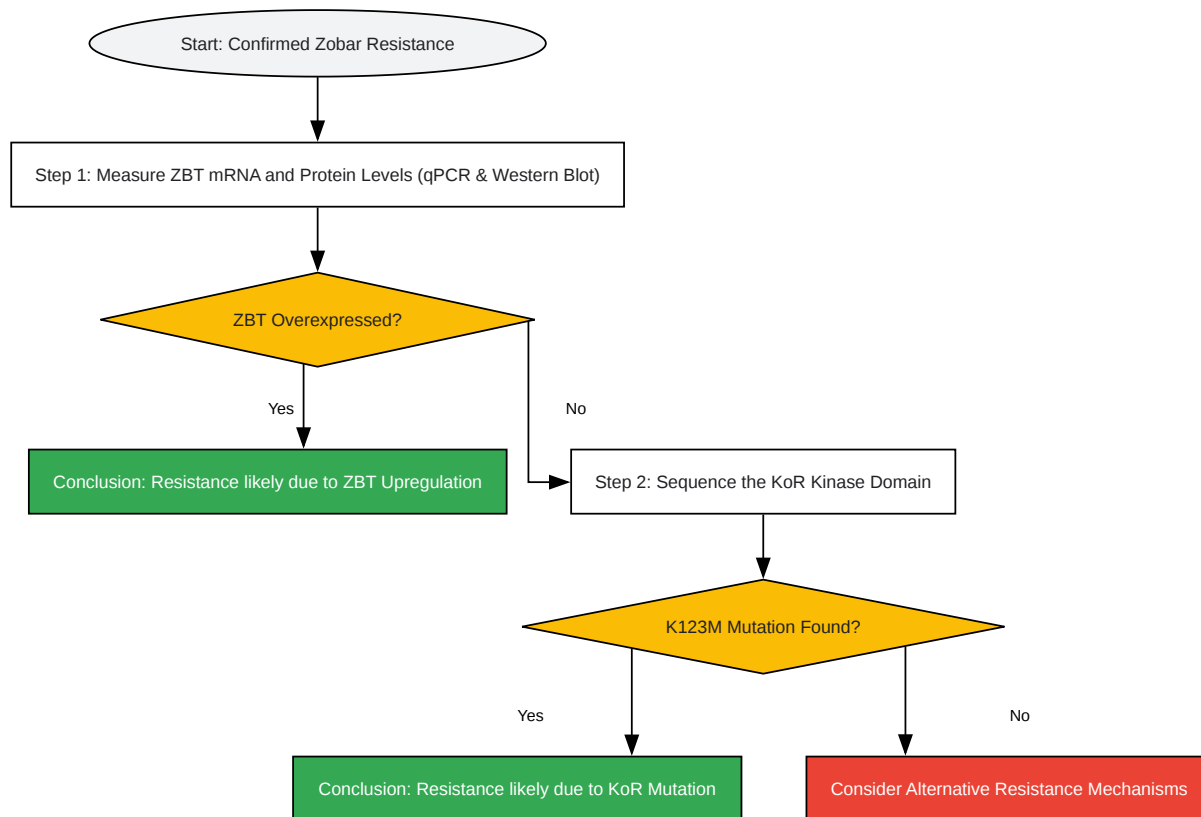 Start: Confirmed Zobar Resistance
Step 1: Measure ZBT mRNA and Protein Levels (qPCR & Western Blot)
ZBT Overexpressed?
Yes
No
Conclusion: Resistance likely due to ZBT Upregulation
Step 2: Sequence the KoR Kinase Domain
K123M Mutation Found?
Yes
No
Conclusion: Resistance likely due to KoR Mutation
Consider Alternative Resistance Mechanisms